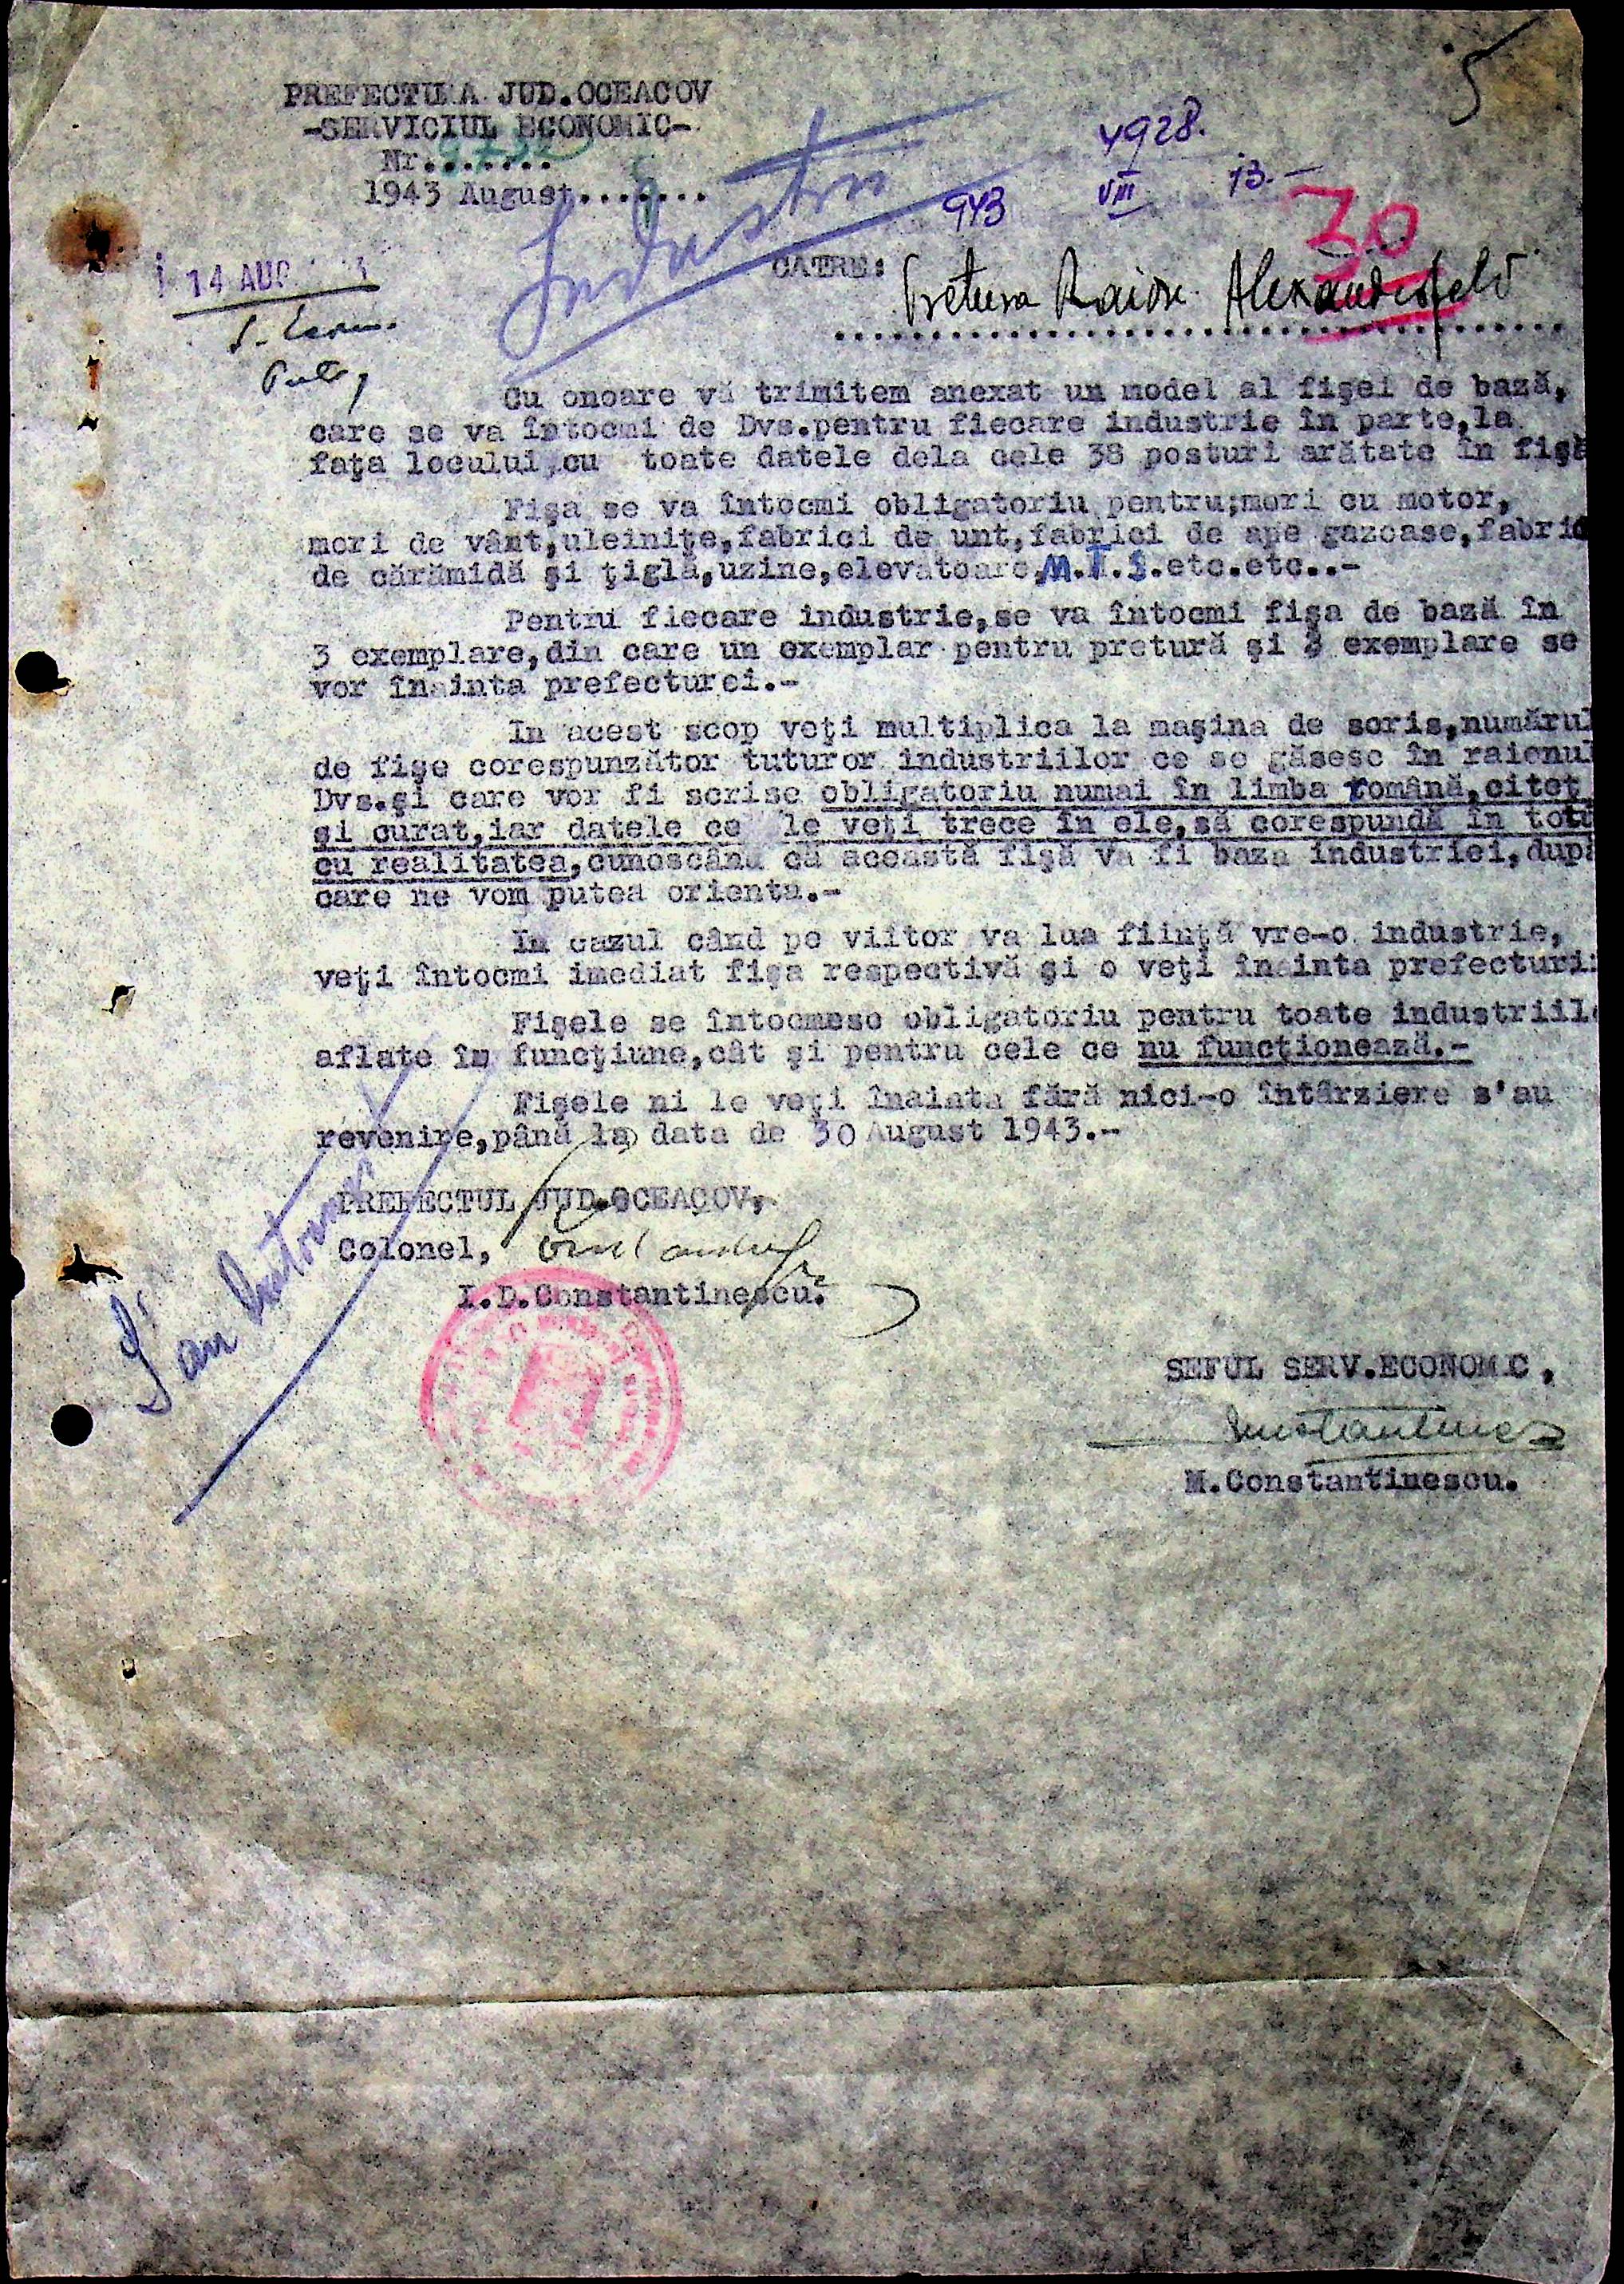 5
PREFECTURA JUD.OCEACOV
-SERVICIUL ECONOMIC-
Nr.......
1943 August........
Industrii
4928.
943 VIII 13.-
30
14 AUG
CATRE:
Pretura Raion Alexanderfeld
Cu onoare vă trimitem anexat un model al fişei de bază,
care se va întocmi de Dvs.pentru fiecare industrie în parte,la
faţa locului,cu toate datele dela cele 38 posturi arătate în fişă
Fişa se va întocmi obligatoriu pentru;mori cu motor,
mori de vânt,uleiniţe,fabrici de unt,fabrici de ape gazoase,fabric
de cărămidă şi ţiglă,uzine,elevatoare,M.T.S.etc.etc..-
Pentru fiecare industrie,se va întocmi fişa de bază în
3 exemplare,din care un exemplar pentru pretură şi 2 exemplare se
vor înainta prefecturei.-
In acest scop veţi multiplica la maşina de scris,numărul
de fişe corespunzător tuturor industriilor ce se găsesc în raionul
Dvs.şi care vor fi scrise obligatoriu numai în limba română,citeţ
şi curat,iar datele ce le veţi trece în ele,să corespundă în totu
cu realitatea,cunoscând că această fişă va fi baza industriei,după
care ne vom putea orienta.-
In cazul când pe viitor va lua fiinţă vre-o industrie,
veţi întocmi imediat fişa respectivă şi o veţi înainta prefecturii
Fişele se întocmesc obligatoriu pentru toate industriile
aflate în funcţiune,cât şi pentru cele ce nu funcţionează.-
Fişele ni le veţi înainta fără nici-o întârziere s'au
revenire,până la data de 30 August 1943.-
PREFECTUL JUD.OCEACOV,
Colonel,
I.D.Constantinescu.
S'au întocmit
SEFUL SERV.ECONOMIC,
M.Constantinescu.